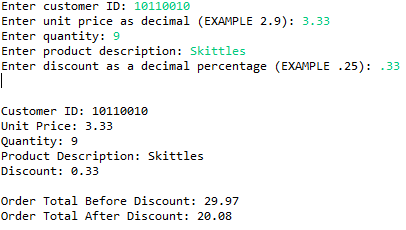 Enter customer ID: 10110010
Enter unit price as decimal (EXAMPLE 2.9): 3.33
Enter quantity: 9
Enter product description: Skittles
Enter discount as a decimal percentage (EXAMPLE .25): .33
Customer ID: 10110010
Unit Price: 3.33
Quantity: 9
Product Description: Skittles
Discount: 0.33
Order Total Before Discount: 29.97
Order Total After Discount: 20.08